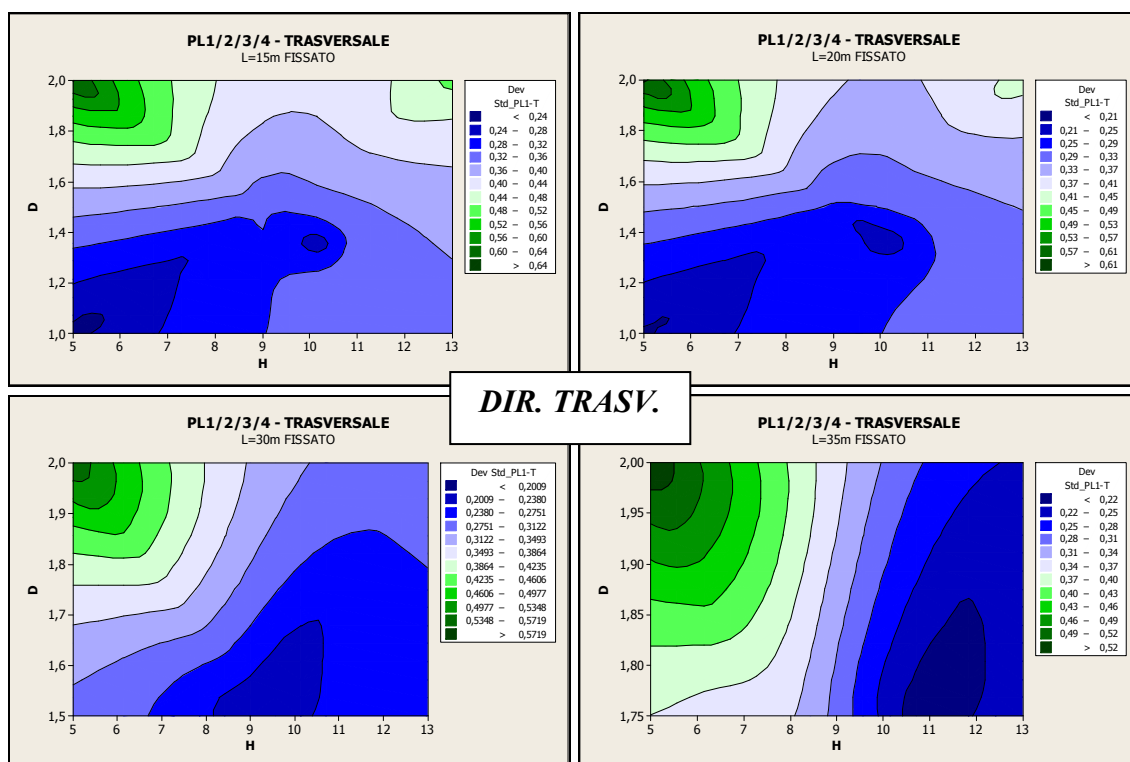 PL1/2/3/4 - TRASVERSALE
L=15m FISSATO
2,0
1,8
1,6
1,4
1,2
1,0
D
5 6 7 8 9 10 11 12 13
H
Dev
Std_PL1-T
< 0,24
0,24 – 0,28
0,28 – 0,32
0,32 – 0,36
0,36 – 0,40
0,40 – 0,44
0,44 – 0,48
0,48 – 0,52
0,52 – 0,56
0,56 – 0,60
0,60 – 0,64
> 0,64
PL1/2/3/4 - TRASVERSALE
L=20m FISSATO
2,0
1,8
1,6
1,4
1,2
1,0
D
5 6 7 8 9 10 11 12 13
H
Dev
Std_PL1-T
< 0,21
0,21 – 0,25
0,25 – 0,29
0,29 – 0,33
0,33 – 0,37
0,37 – 0,41
0,41 – 0,45
0,45 – 0,49
0,49 – 0,53
0,53 – 0,57
0,57 – 0,61
> 0,61
DIR. TRASV.
PL1/2/3/4 - TRASVERSALE
L=30m FISSATO
2,0
1,9
1,8
1,7
1,6
1,5
D
5 6 7 8 9 10 11 12 13
H
Dev Std_PL1-T
< 0,2009
0,2009 – 0,2380
0,2380 – 0,2751
0,2751 – 0,3122
0,3122 – 0,3493
0,3493 – 0,3864
0,3864 – 0,4235
0,4235 – 0,4606
0,4606 – 0,4977
0,4977 – 0,5348
0,5348 – 0,5719
> 0,5719
PL1/2/3/4 - TRASVERSALE
L=35m FISSATO
2,00
1,95
1,90
1,85
1,80
1,75
D
5 6 7 8 9 10 11 12 13
H
Dev
Std_PL1-T
< 0,22
0,22 – 0,25
0,25 – 0,28
0,28 – 0,31
0,31 – 0,34
0,34 – 0,37
0,37 – 0,40
0,40 – 0,43
0,43 – 0,46
0,46 – 0,49
0,49 – 0,52
> 0,52